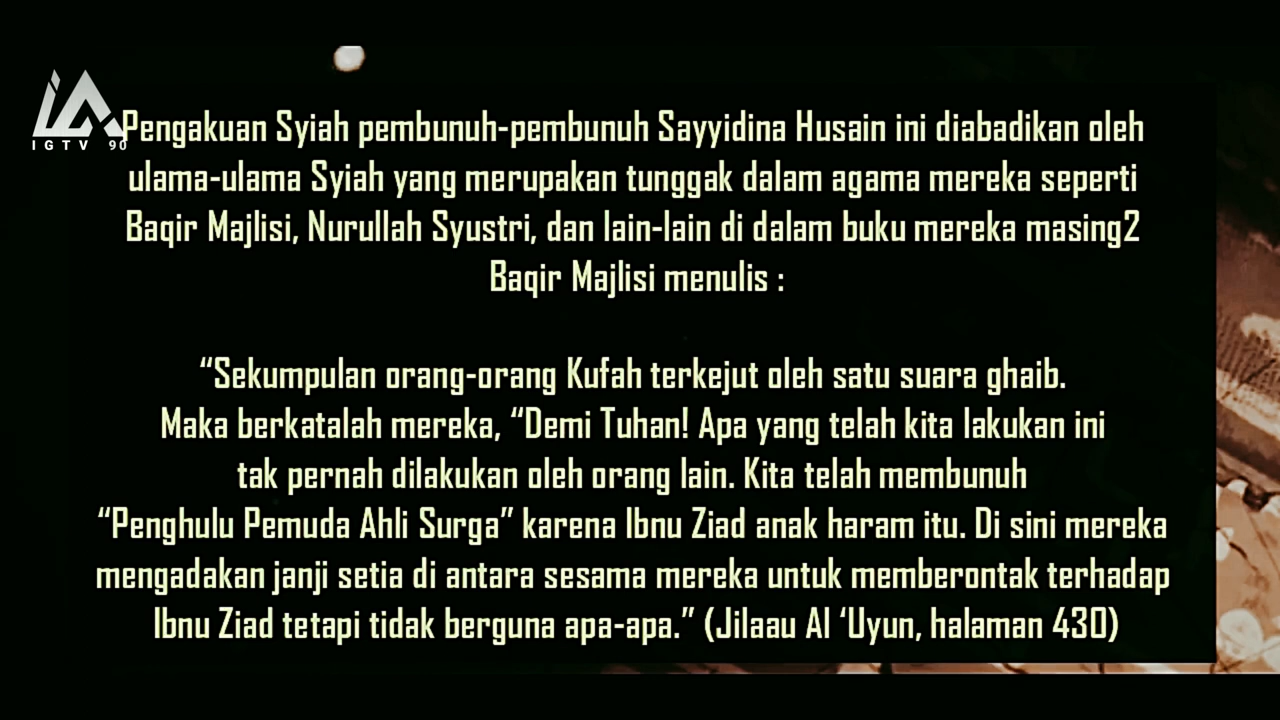 IA
IGTV 90
Pengakuan Syiah pembunuh-pembunuh Sayyidina Husain ini diabadikan oleh
ulama-ulama Syiah yang merupakan tunggak dalam agama mereka seperti
Baqir Majlisi, Nurullah Syustri, dan lain-lain di dalam buku mereka masing2
Baqir Majlisi menulis :
“Sekumpulan orang-orang Kufah terkejut oleh satu suara ghaib.
Maka berkatalah mereka, “Demi Tuhan! Apa yang telah kita lakukan ini
tak pernah dilakukan oleh orang lain. Kita telah membunuh
“Penghulu Pemuda Ahli Surga” karena Ibnu Ziad anak haram itu. Di sini mereka
mengadakan janji setia di antara sesama mereka untuk memberontak terhadap
Ibnu Ziad tetapi tidak berguna apa-apa.” (Jilaau Al ‘Uyun, halaman 430)